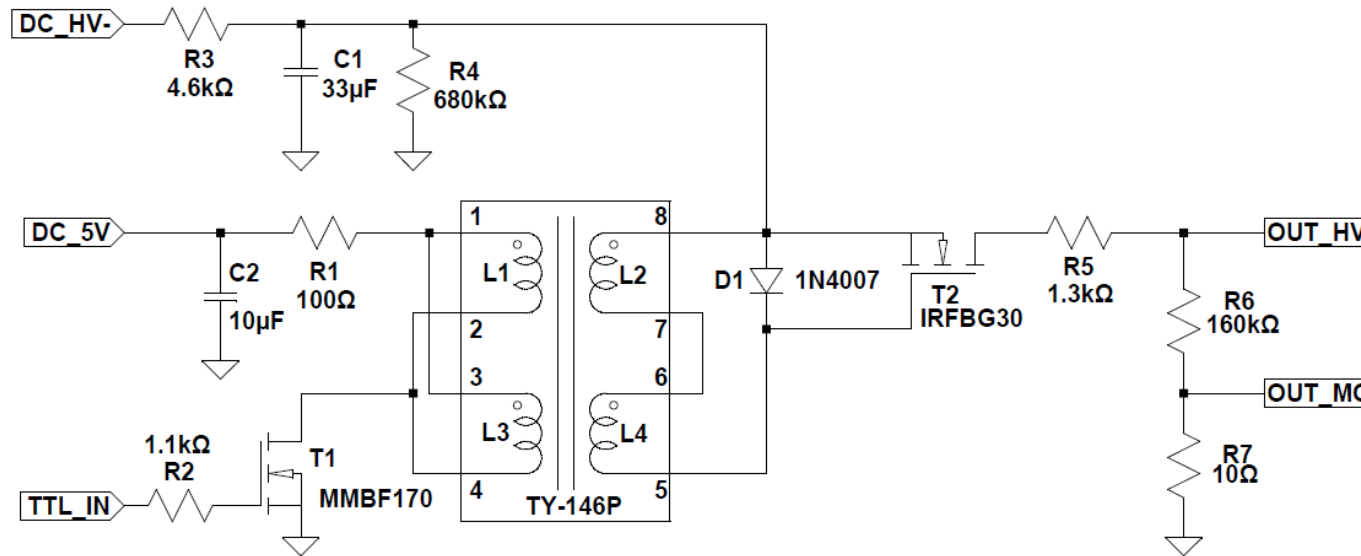 DC_HV-
R3
4.6kΩ
C1
33µF
R4
680kΩ
DC_5V
R1
100Ω
C2
10µF
1
8
L1
L2
2
7
3
6
L3
L4
4
5
TY-146P
D1
1N4007
T2
IRFBG30
R5
1.3kΩ
OUT_HV
R6
160kΩ
OUT_MO
R7
10Ω
1.1kΩ
R2
T1
MMBF170
TTL_IN